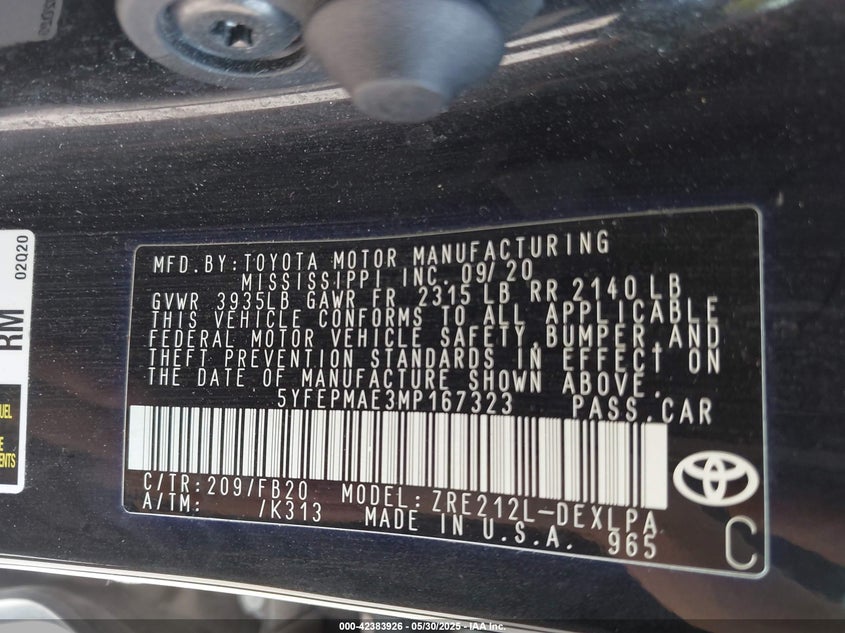 02Q20
RM
UEL
E
ENTS
MFD.BY:TOYOTA MOTOR MANUFACTURING
MISSISSIPPI INC. 09/20
GVWR 3935LB GAWR FR 2315 LB RR 2140 LB
THIS VEHICLE CONFORMS TO ALL APPLICABLE
FEDERAL MOTOR VEHICLE SAFETY,BUMPER,AND
THEFT PREVENTION STANDARDS IN EFFECT ON
THE DATE OF MANUFACTURE SHOWN ABOVE.
5YFEPMAE3MP167323 PASS.CAR
C/TR:209/FB20 MODEL:ZRE212L-DEXLPA
A/TM: /K313 MADE IN U.S.A. 965
C
000-42383926 - 05/30/2025 - IAA Inc.